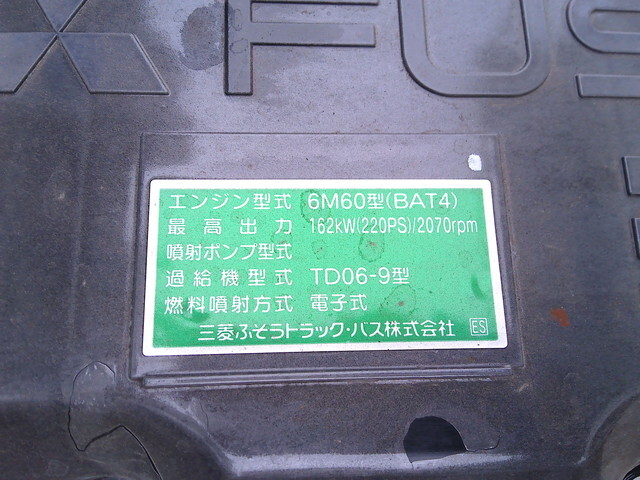 FUS
エンジン型式 6M60型(BAT4)
最高出力 162kW(220PS)/2070rpm
噴射ポンプ型式
過給機型式 TD06-9型
燃料噴射方式 電子式
三菱ふそうトラック・バス株式会社 ES